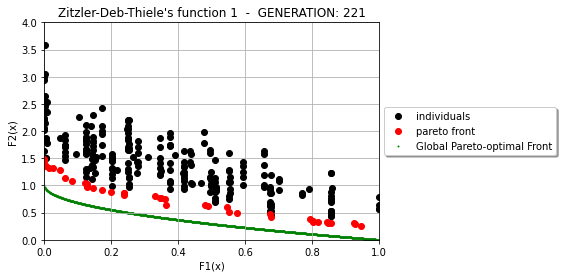 Zitzler-Deb-Thiele's function 1 - GENERATION: 221
4.0
3.5
3.0
2.5
2.0
1.5
1.0
0.5
0.0
F2(x)
0.0 0.2 0.4 0.6 0.8 1.0
F1(x)
individuals
pareto front
Global Pareto-optimal Front